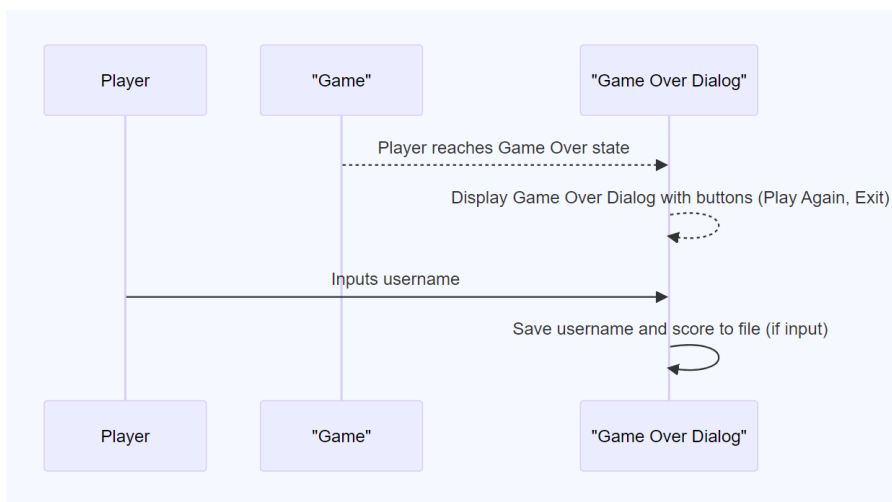 Player
"Game"
"Game Over Dialog"
Player reaches Game Over state
Display Game Over Dialog with buttons (Play Again, Exit)
Inputs username
Save username and score to file (if input)
Player
"Game"
"Game Over Dialog"